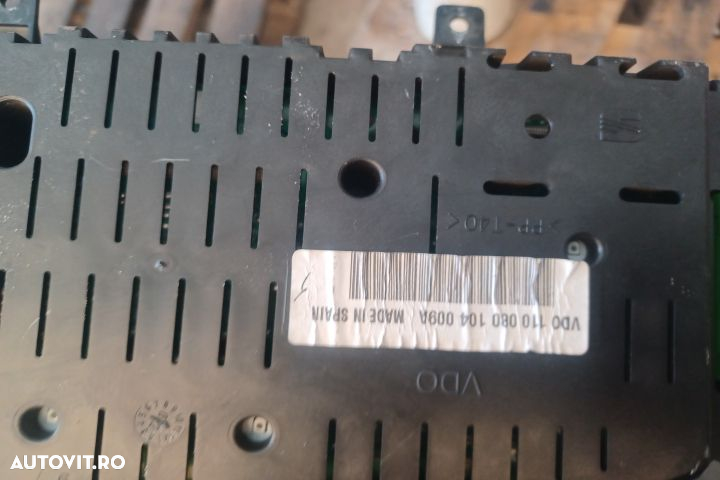 >PP-T40<
VDO 110 080 104 009A MADE IN SPAIN
VDO
AUTOVIT.RO